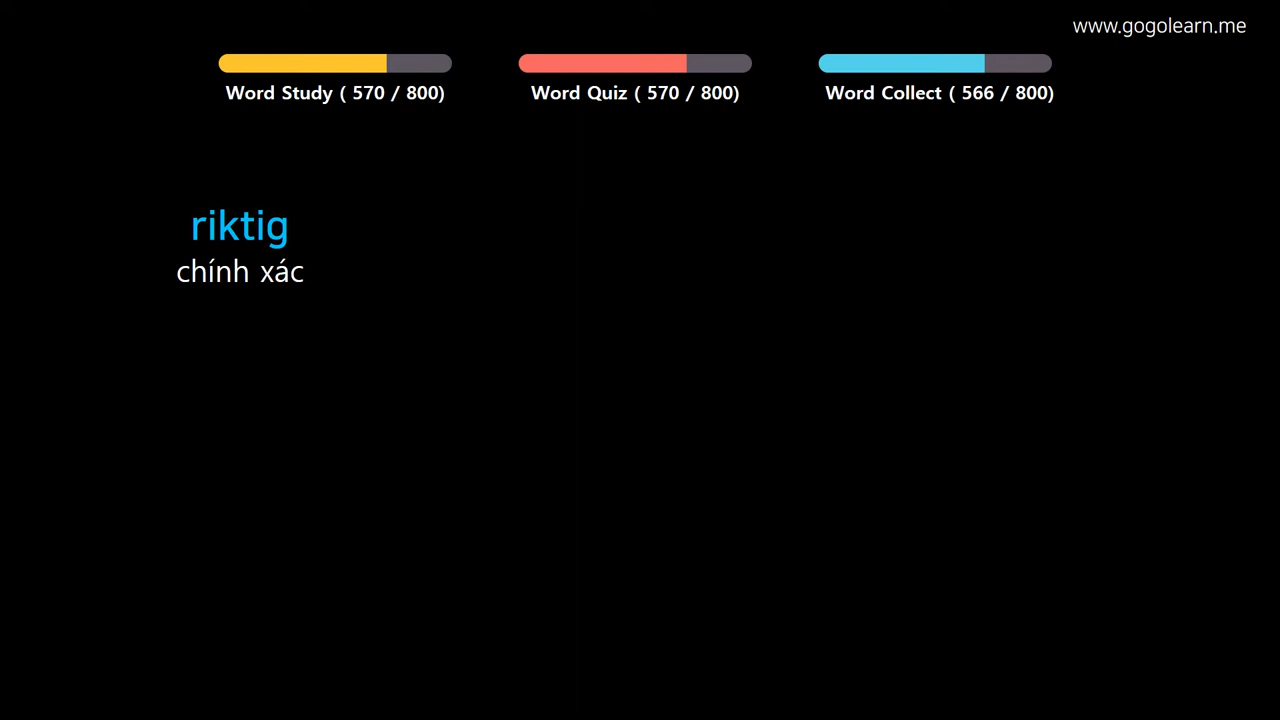 www.gogolearn.me
Word Study ( 570 / 800)
Word Quiz ( 570 / 800)
Word Collect ( 566 / 800)
riktig
chính xác